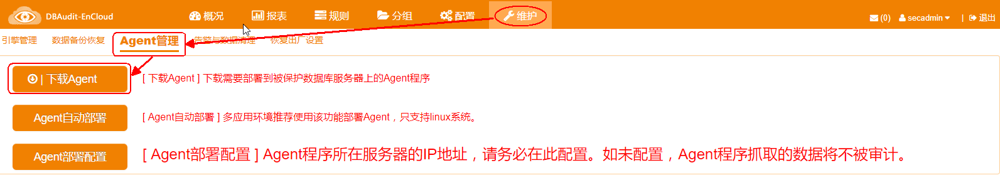 DBAudit-EnCloud 概况 报表 规则 分组 配置 维护 (0) secadmin | 退出
引擎管理 数据备份恢复 Agent管理 告警与数据清理 恢复出厂设置
| 下载Agent [ 下载Agent ] 下载需要部署到被保护数据库服务器上的Agent程序
Agent自动部署 [ Agent自动部署 ] 多应用环境推荐使用该功能部署Agent，只支持linux系统。
Agent部署配置 [ Agent部署配置 ] Agent程序所在服务器的IP地址，请务必在此配置。如未配置，Agent程序抓取的数据将不被审计。